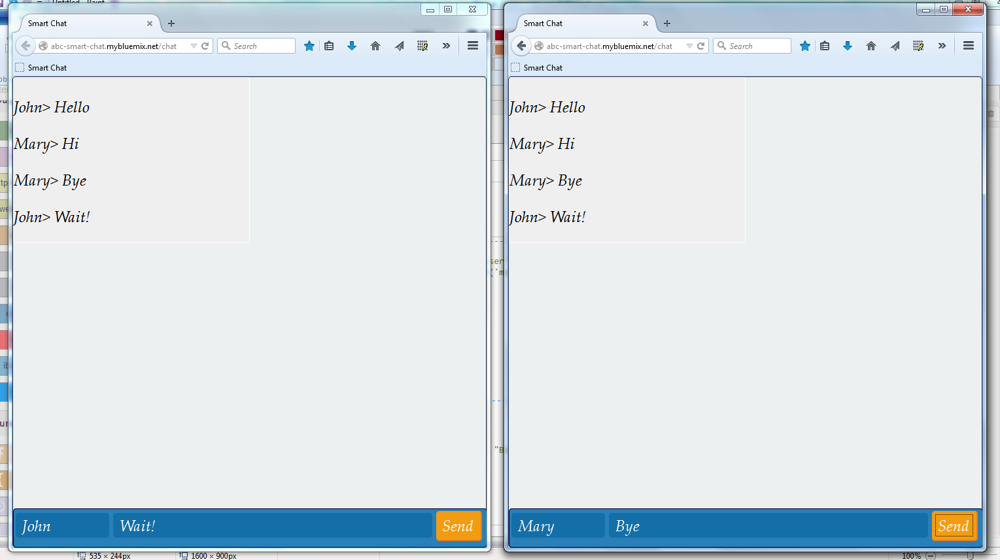 Untitled - Paint
Smart Chat
abc-smart-chat.mybluemix.net/chat
Search
Smart Chat
John> Hello
Mary> Hi
Mary> Bye
John> Wait!
John
Wait!
Send
Smart Chat
abc-smart-chat.mybluemix.net/chat
Search
Smart Chat
John> Hello
Mary> Hi
Mary> Bye
John> Wait!
Mary
Bye
Send
535 × 244px
1600 × 900px
100%